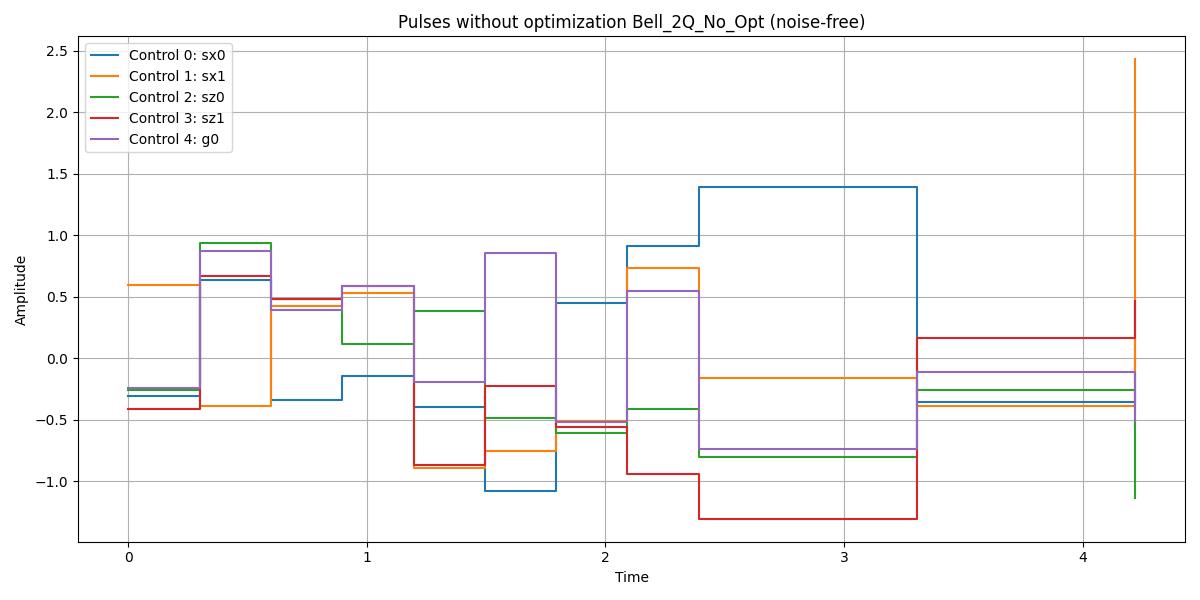 Pulses without optimization Bell_2Q_No_Opt (noise-free)
Control 0: sx0
Control 1: sx1
Control 2: sz0
Control 3: sz1
Control 4: g0
Amplitude
2.5
2.0
1.5
1.0
0.5
0.0
−0.5
−1.0
0
1
2
3
4
Time